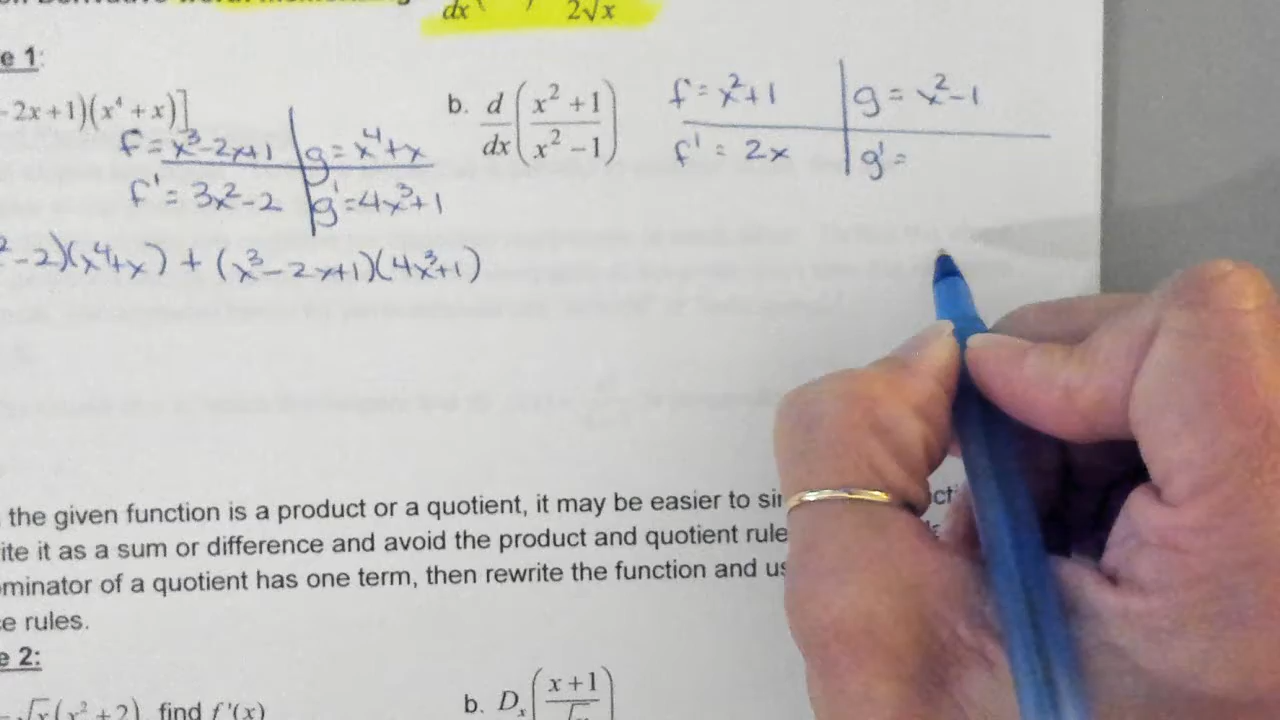 dx 2√x
e 1:
- 2x + 1)(x⁴ + x)]
f = x³-2x+1 | g = x⁴+x
f' = 3x²-2 | g' = 4x³+1
² -2)(x⁴+x) + (x³-2x+1)(4x³+1)
b. d/dx (x² + 1 / x² - 1)
f = x²+1 | g = x²-1
f' = 2x | g' =
the given function is a product or a quotient, it may be easier to
ite it as a sum or difference and avoid the product and quotient rule
ominator of a quotient has one term, then rewrite the function and us
e rules.
e 2:
√x(x² + 2), find f'(x)
b. Dₓ (x + 1 / √